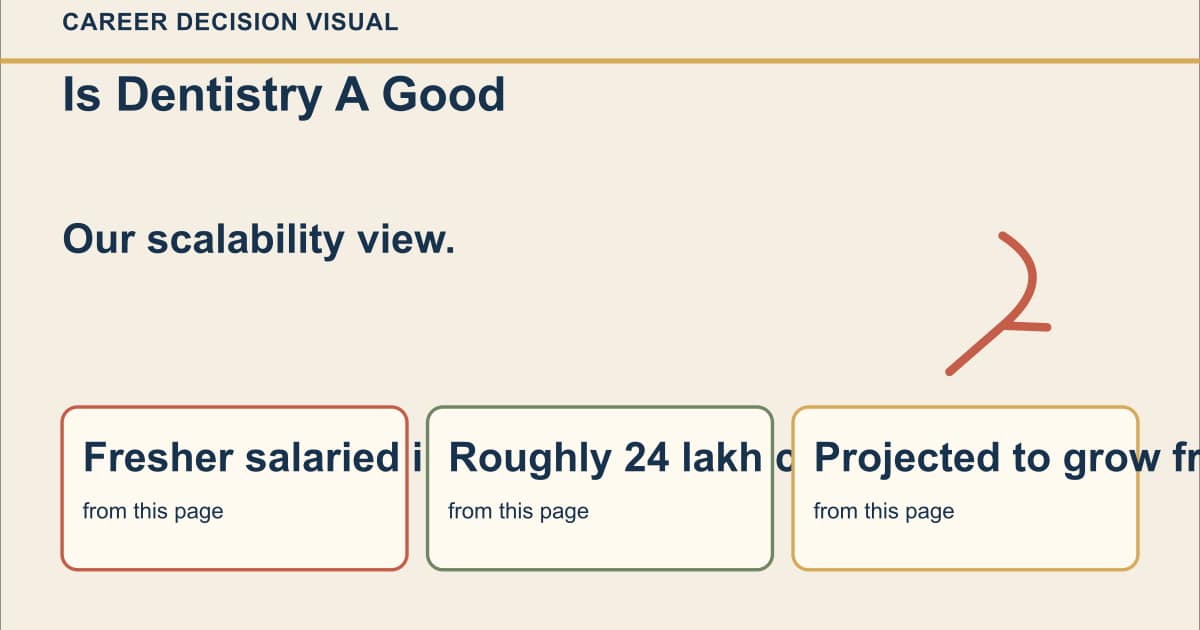 CAREER DECISION VISUAL
Is Dentistry A Good
Our scalability view.
Fresher salaried i
Roughly 24 lakh c
Projected to grow fr
from this page
from this page
from this page